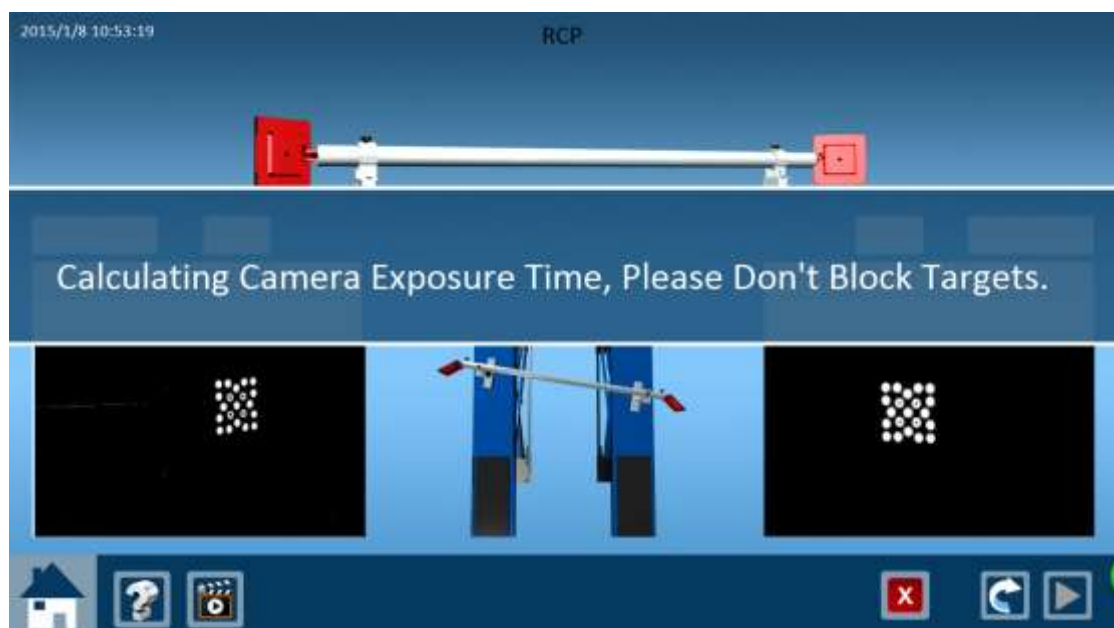 2015/1/8 10:53:19
RCP
Calculating Camera Exposure Time, Please Don't Block Targets.
?
X